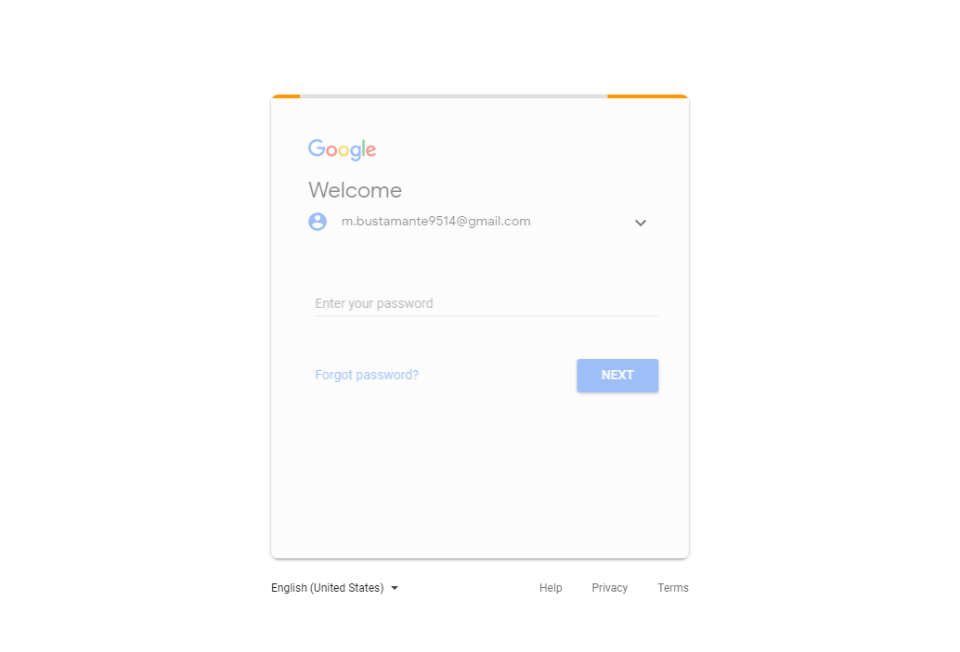 Google
Welcome
m.bustamante9514@gmail.com
Enter your password
Forgot password?
NEXT
English (United States)
Help
Privacy
Terms